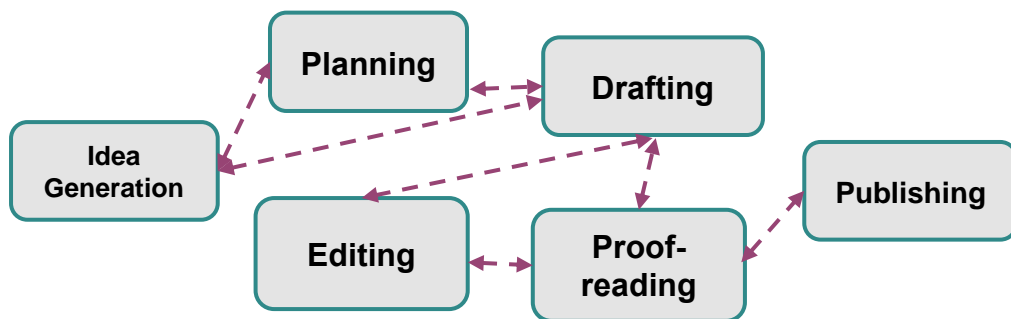 Planning
Drafting
Idea
Generation
Publishing
Editing
Proof-
reading